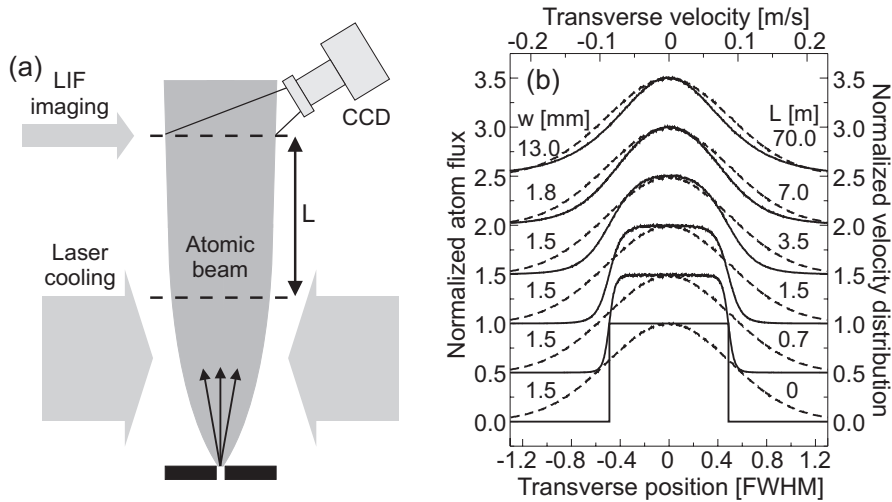 (a)
LIF
imaging
CCD
L
Laser
cooling
Atomic
beam
Transverse velocity [m/s]
-0.2 -0.1 0 0.1 0.2
(b)
Normalized atom flux
3.5
3.0
2.5
2.0
1.5
1.0
0.5
0.0
w [mm]
13.0
1.8
1.5
1.5
1.5
1.5
L [m]
70.0
7.0
3.5
1.5
0.7
0
3.5
3.0
2.5
2.0
1.5
1.0
0.5
0.0
Normalized velocity distribution
-1.2 -0.8 -0.4 0 0.4 0.8 1.2
Transverse position [FWHM]